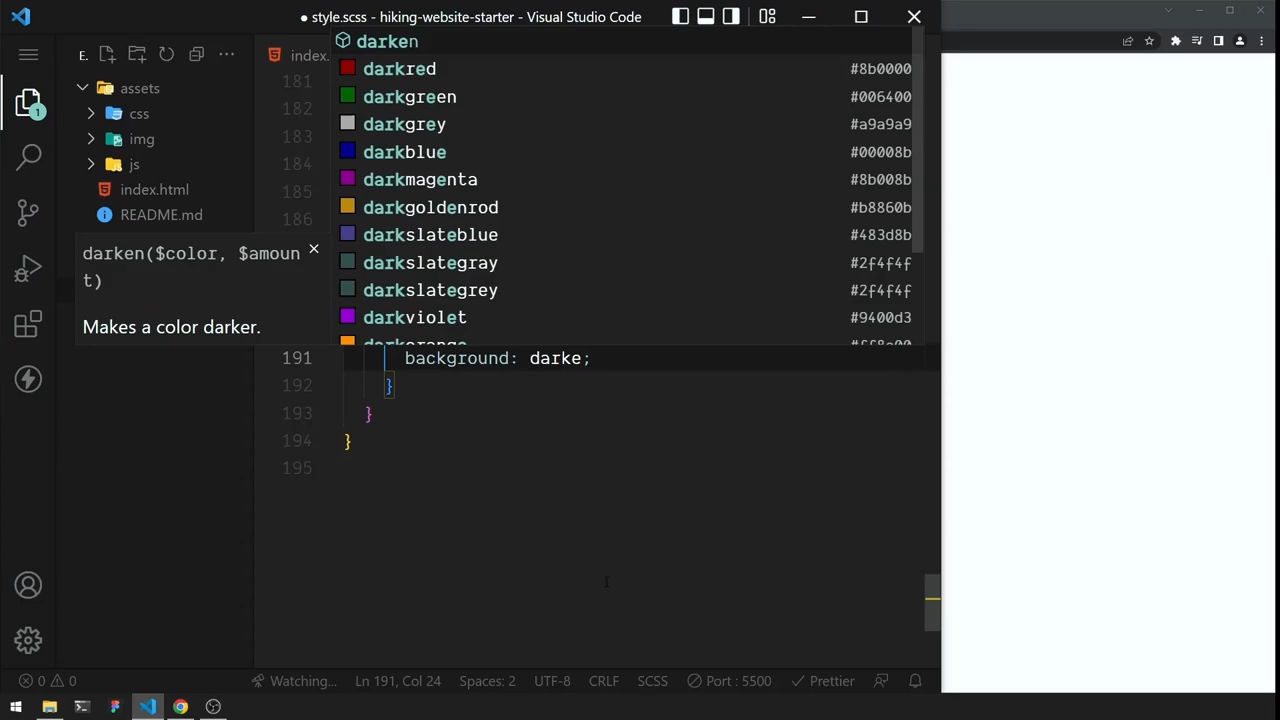 ● style.scss - hiking-website-starter - Visual Studio Code
E.
index.
darken
darkred #8b0000
darkgreen #006400
darkgrey #a9a9a9
darkblue #00008b
darkmagenta #8b008b
darkgoldenrod #b8860b
darkslateblue #483d8b
darkslategray #2f4f4f
darkslategrey #2f4f4f
darkviolet #9400d3
darkorange #ff8c00
assets
css
img
js
index.html
README.md
1
darken($color, $amoun
t)
Makes a color darker.
181
182
183
184
185
186
191 background: darke;
192 }
193 }
194 }
195
0 0
Watching...
Ln 191, Col 24
Spaces: 2
UTF-8
CRLF
SCSS
Port : 5500
Prettier